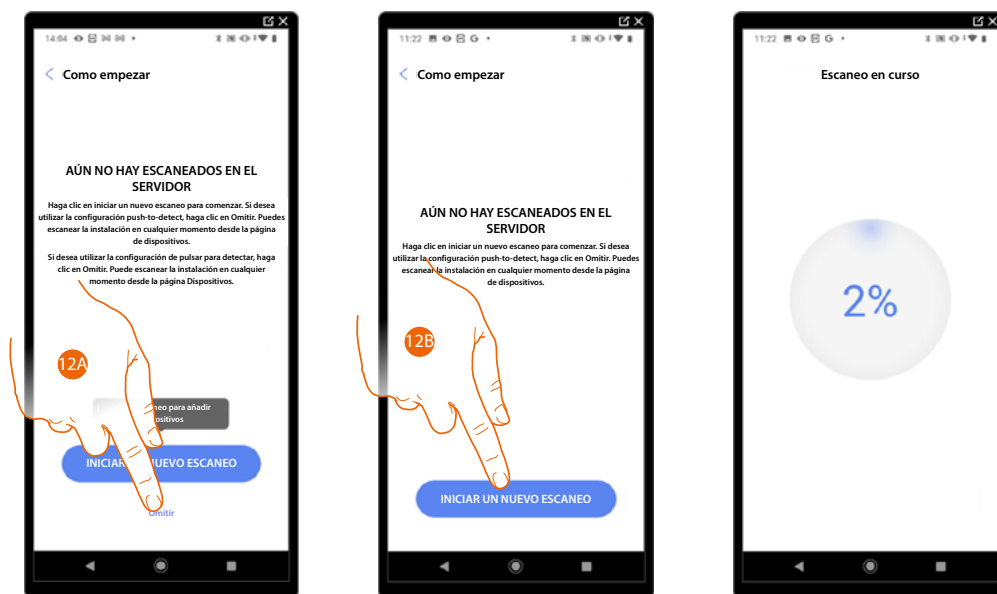 14:04
Como empezar
AÚN NO HAY ESCANEADOS EN EL
SERVIDOR
Haga clic en iniciar un nuevo escaneo para comenzar. Si desea
utilizar la configuración push-to-detect, haga clic en Omitir. Puedes
escanear la instalación en cualquier momento desde la página
de dispositivos.
Si desea utilizar la configuración de pulsar para detectar, haga
clic en Omitir. Puede escanear la instalación en cualquier
momento desde la página Dispositivos.
12A
para añadir
INICIAR NUEVO ESCANEO
Omitir
11:22 G
Como empezar
AÚN NO HAY ESCANEADOS EN EL
SERVIDOR
Haga clic en iniciar un nuevo escaneo para comenzar. Si desea
utilizar la configuración push-to-detect, haga clic en Omitir. Puedes
escanear la instalación en cualquier momento desde la página
de dispositivos.
12B
INICIAR UN NUEVO ESCANEO
11:22 G
Escaneo en curso
2%